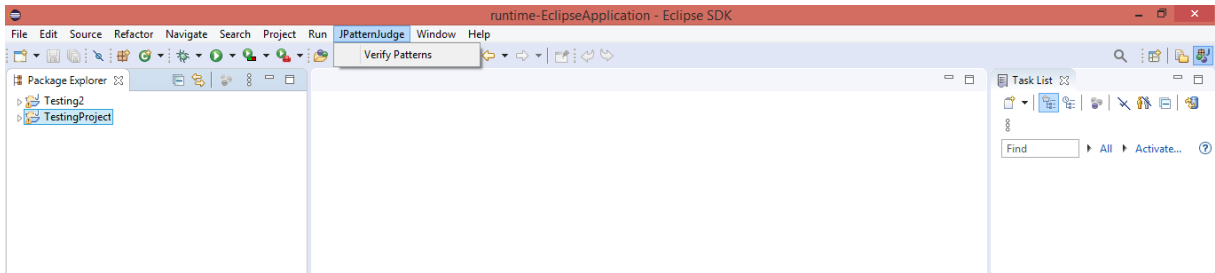 runtime-EclipseApplication - Eclipse SDK
File Edit Source Refactor Navigate Search Project Run JPatternJudge Window Help
Verify Patterns
Package Explorer
Testing2
TestingProject
Task List
Find All Activate...